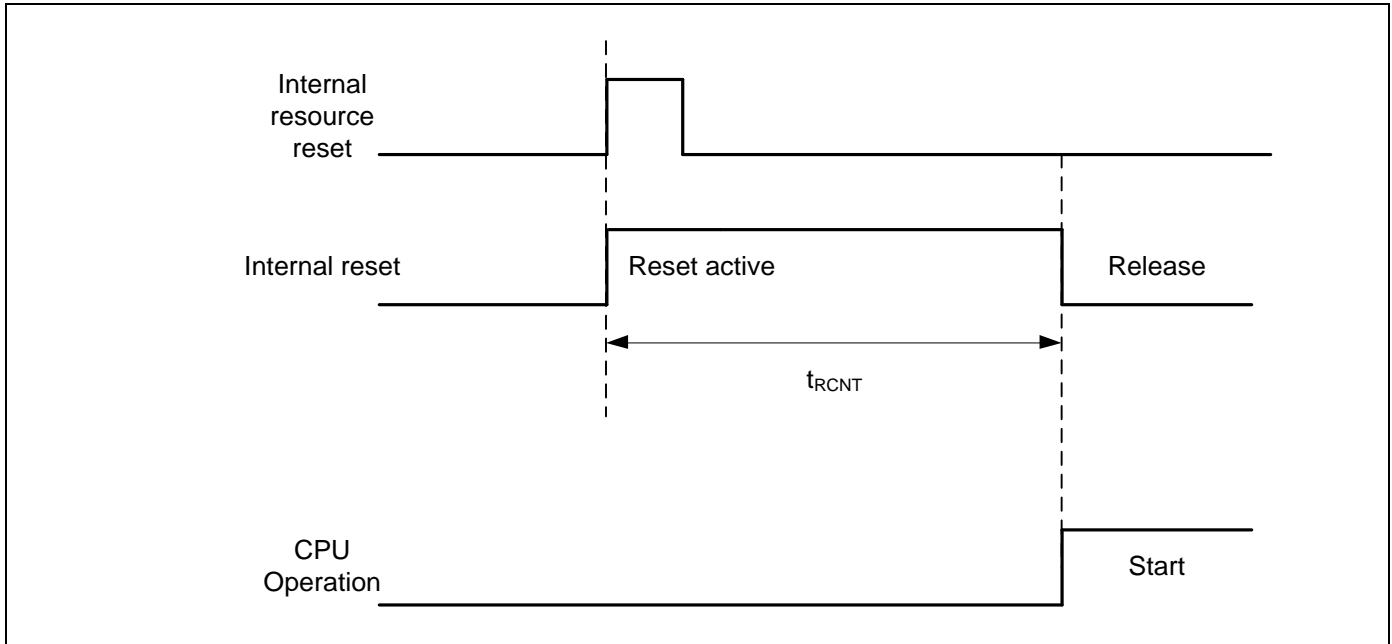 Internal
resource
reset
Internal reset
Reset active
Release
tRCNT
CPU
Operation
Start